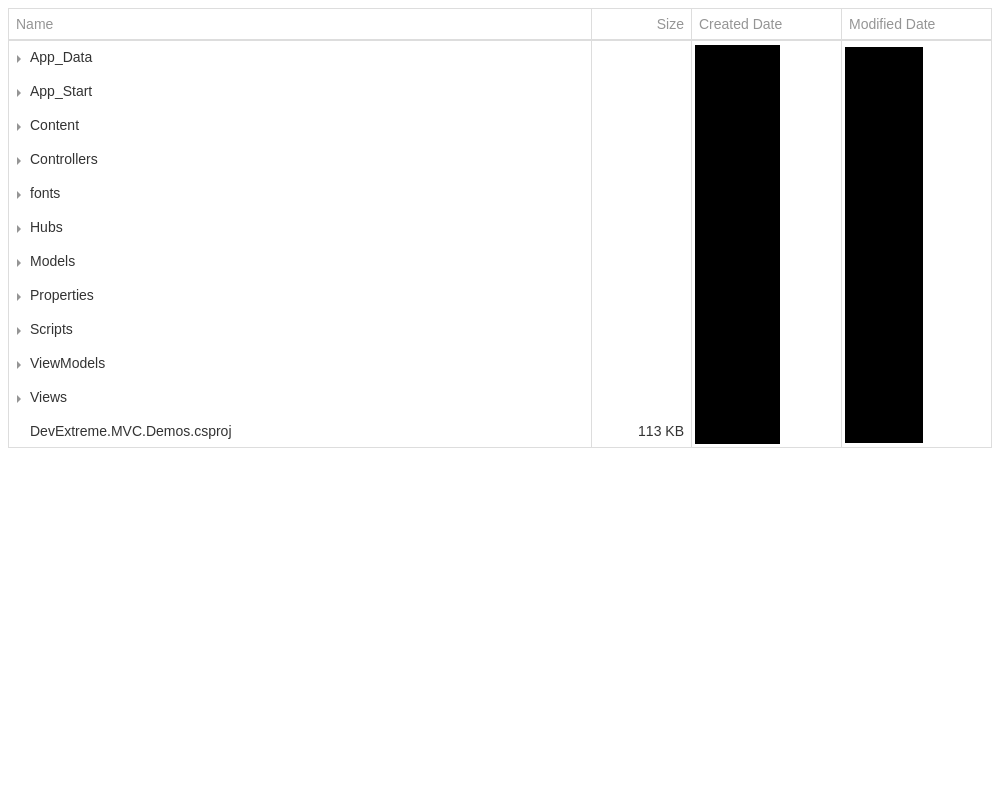 Name Size Created Date Modified Date
App_Data
App_Start
Content
Controllers
fonts
Hubs
Models
Properties
Scripts
ViewModels
Views
DevExtreme.MVC.Demos.csproj 113 KB